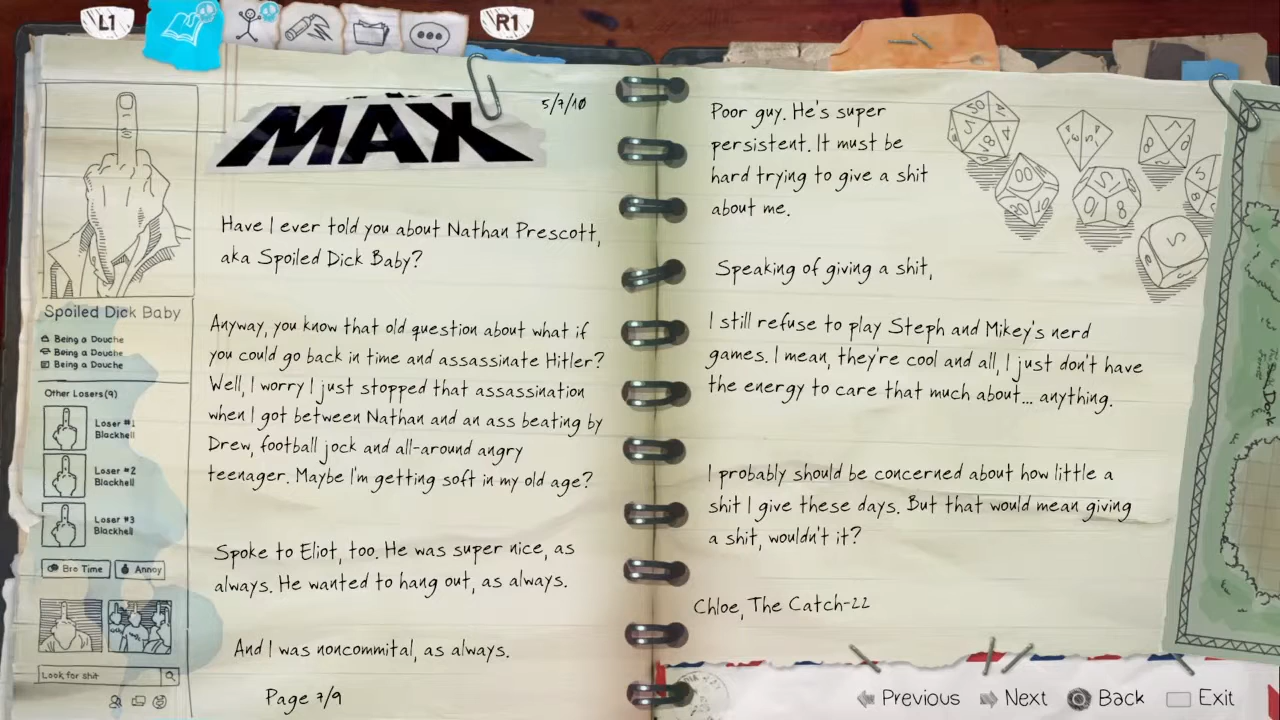 L1
R1
MAX
5/7/10
Have I ever told you about Nathan Prescott,
aka Spoiled Dick Baby?
Anyway, you know that old question about what if
you could go back in time and assassinate Hitler?
Well, I worry I just stopped that assassination
when I got between Nathan and an ass beating by
Drew, football jock and all-around angry
teenager. Maybe I'm getting soft in my old age?
Spoke to Eliot, too. He was super nice, as
always. He wanted to hang out, as always.
And I was noncommital, as always.
Page 7/9
Spoiled Dick Baby
Being a Douche
Being a Douche
Being a Douche
Other Losers(9)
Loser #1
Blackhell
Loser #2
Blackhell
Loser #3
Blackhell
Bro Time
Annoy
Look for shit
Poor guy. He's super
persistent. It must be
hard trying to give a shit
about me.
Speaking of giving a shit,
I still refuse to play Steph and Mikey's nerd
games. I mean, they're cool and all, I just don't have
the energy to care that much about... anything.
I probably should be concerned about how little a
shit I give these days. But that would mean giving
a shit, wouldn't it?
Chloe, The Catch-22
Previous
Next
Back
Exit